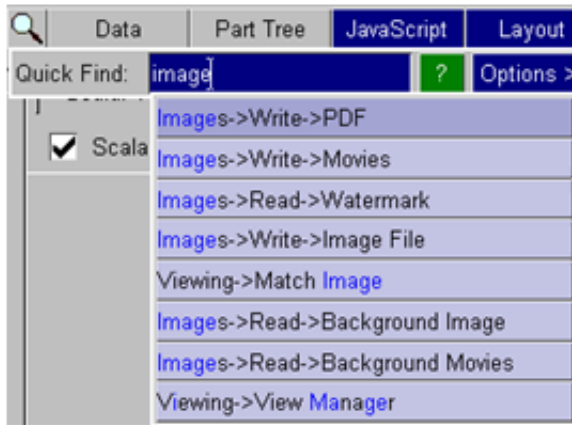 Data Part Tree JavaScript Layout
Quick Find: image ? Options >
Images->Write->PDF
Scala Images->Write->Movies
Images->Read->Watermark
Images->Write->Image File
Viewing->Match Image
Images->Read->Background Image
Images->Read->Background Movies
Viewing->View Manager